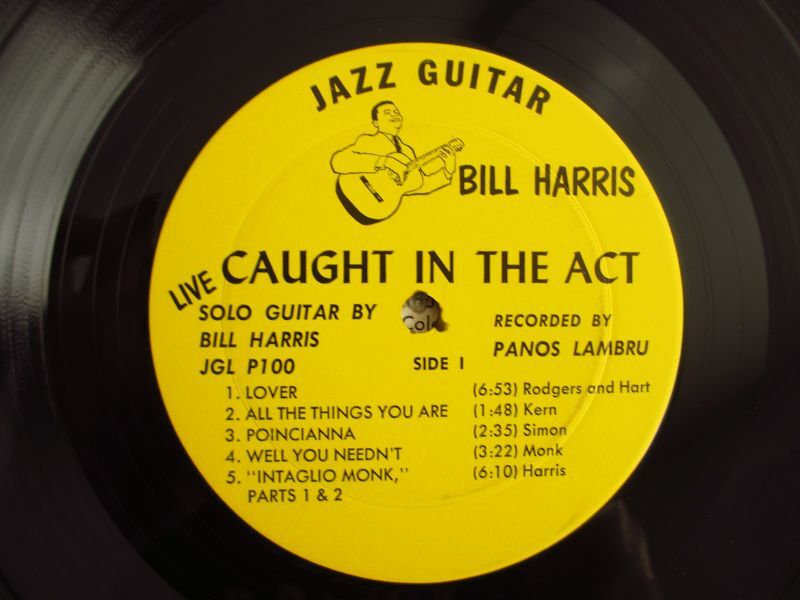 JAZZ GUITAR
BILL HARRIS
LIVE CAUGHT IN THE ACT
SOLO GUITAR BY
BILL HARRIS
JGL P100
RECORDED BY
PANOS LAMBRU
SIDE 1
1. LOVER (6:53) Rodgers and Hart
2. ALL THE THINGS YOU ARE (1:48) Kern
3. POINCIANNA (2:35) Simon
4. WELL YOU NEEDN'T (3:22) Monk
5. "INTAGLIO MONK," (6:10) Harris
PARTS 1 & 2